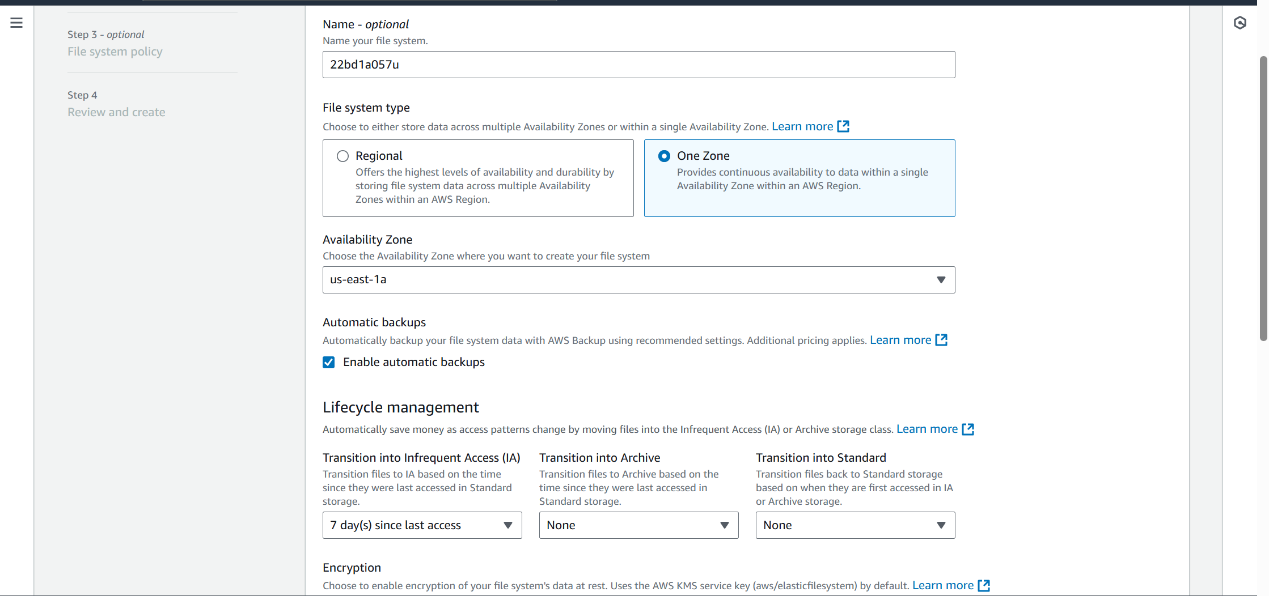 Step 3 - optional
File system policy
Step 4
Review and create
Name - optional
Name your file system.
22bd1a057u
File system type
Choose to either store data across multiple Availability Zones or within a single Availability Zone. Learn more
Regional
Offers the highest levels of availability and durability by
storing file system data across multiple Availability
Zones within an AWS Region.
One Zone
Provides continuous availability to data within a single
Availability Zone within an AWS Region.
Availability Zone
Choose the Availability Zone where you want to create your file system
us-east-1a
Automatic backups
Automatically backup your file system data with AWS Backup using recommended settings. Additional pricing applies. Learn more
Enable automatic backups
Lifecycle management
Automatically save money as access patterns change by moving files into the Infrequent Access (IA) or Archive storage class. Learn more
Transition into Infrequent Access (IA)
Transition files to IA based on the time
since they were last accessed in Standard
storage.
7 day(s) since last access
Transition into Archive
Transition files to Archive based on the
time since they were last accessed in
Standard storage.
None
Transition into Standard
Transition files back to Standard storage
based on when they are first accessed in IA
or Archive storage.
None
Encryption
Choose to enable encryption of your file system's data at rest. Uses the AWS KMS service key (aws/elasticfilesystem) by default. Learn more